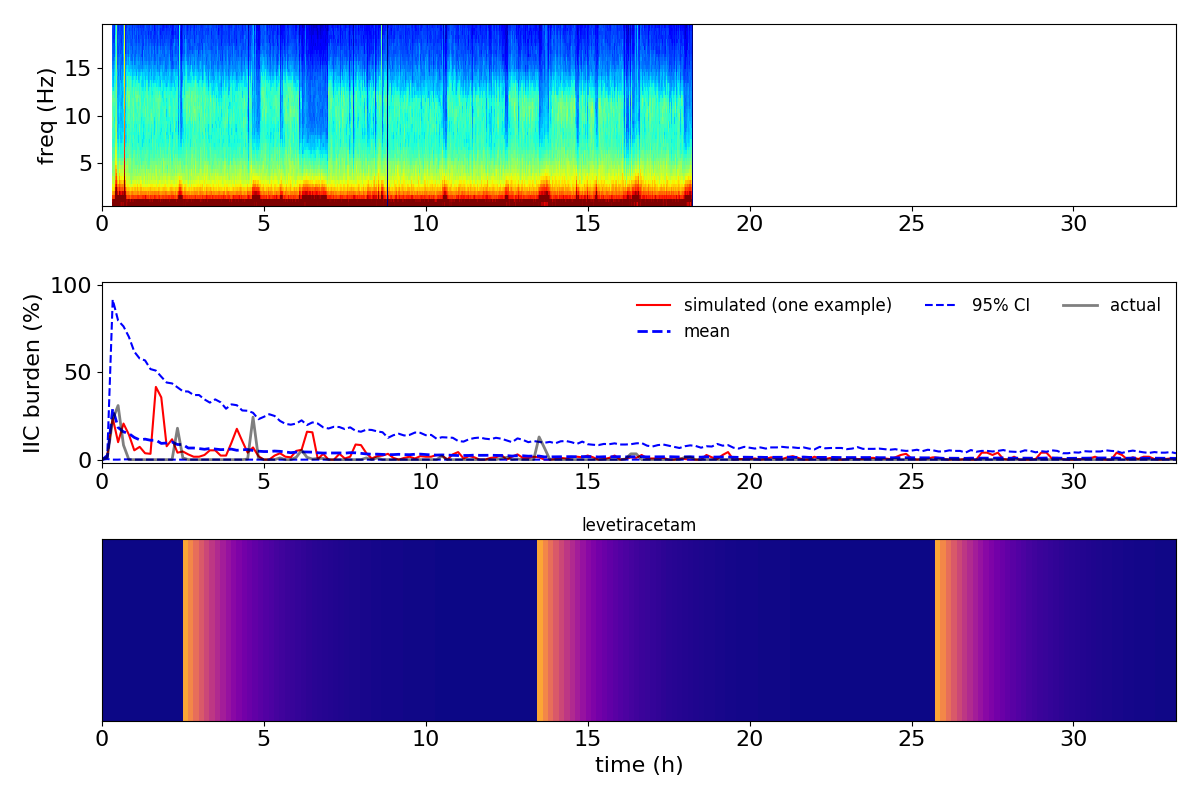 freq (Hz)
15
10
5
0 5 10 15 20 25 30
IIC burden (%)
100
50
0
simulated (one example) 95% CI actual
mean
0 5 10 15 20 25 30
levetiracetam
0 5 10 15 20 25 30
time (h)